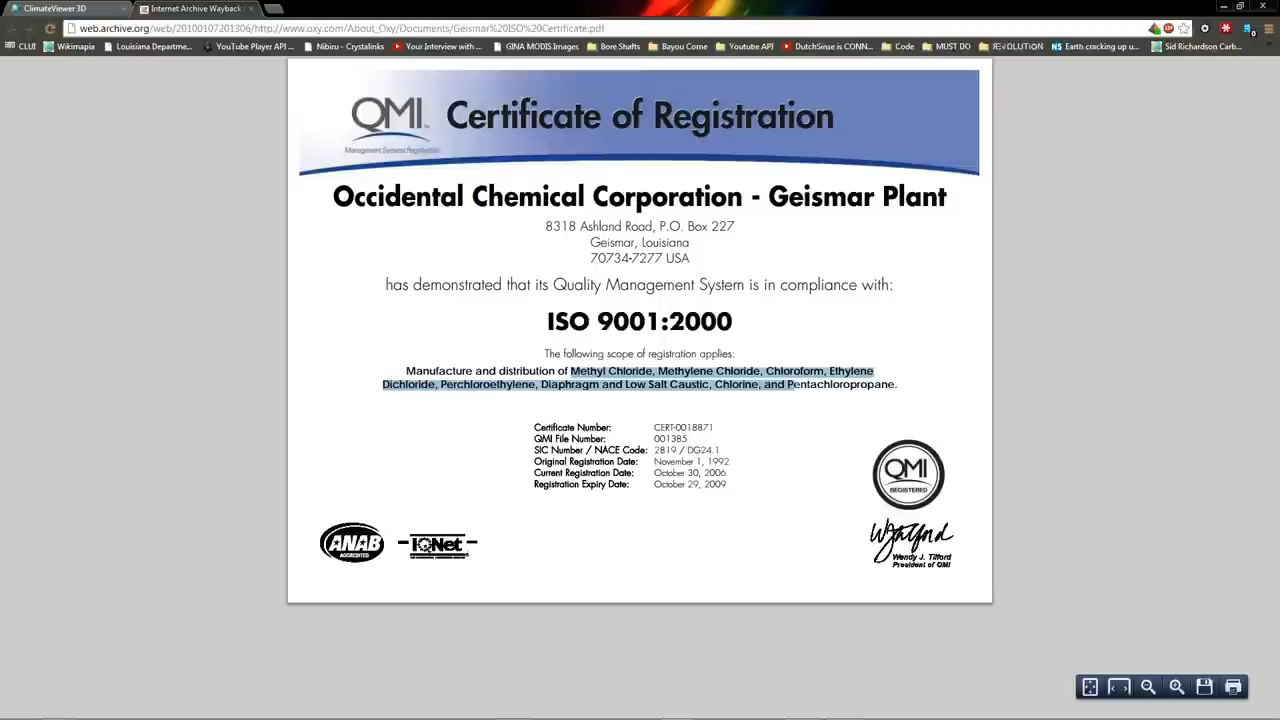 ClimateViewer 3D
Internet Archive Wayback
web.archive.org/web/20100107201306/http://www.oxy.com/About_Oxy/Documents/Geismar%20ISO%20Certificate.pdf
CLUI
Wikimapia
Louisiana Departme...
YouTube Player API ...
Nibiru - Crystalinks
Your Interview with ...
GINA MODIS Images
Bore Shafts
Bayou Corne
Youtube API
DutchSinse is CONN...
Code
MUST DO
Earth cracking up u...
Sid Richardson Carb...
QMI
Management Systems Registration
Certificate of Registration
Occidental Chemical Corporation - Geismar Plant
8318 Ashland Road, P.O. Box 227
Geismar, Louisiana
70734-7277 USA
has demonstrated that its Quality Management System is in compliance with:
ISO 9001:2000
The following scope of registration applies:
Manufacture and distribution of Methyl Chloride, Methylene Chloride, Chloroform, Ethylene
Dichloride, Perchloroethylene, Diaphragm and Low Salt Caustic, Chlorine, and Pentachloropropane.
Certificate Number: CERT-0018871
QMI File Number: 001385
SIC Number / NACE Code: 2819 / DG24.1
Original Registration Date: November 1, 1992
Current Registration Date: October 30, 2006
Registration Expiry Date: October 29, 2009
QMI
REGISTERED
ANAB
ACCREDITED
IQNet
Wendy J. Tilford
President of QMI